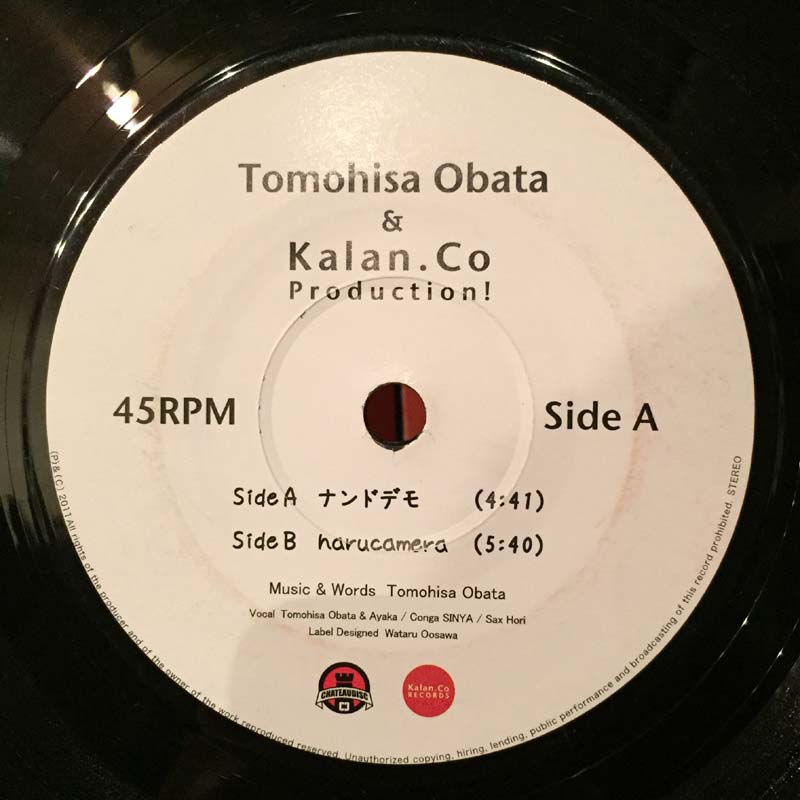 Tomohisa Obata
&
Kalan.Co
Production!
45RPM
Side A
Side A ナンドデモ (4:41)
Side B harucamera (5:40)
Music & Words Tomohisa Obata
Vocal Tomohisa Obata & Ayaka / Conga SINYA / Sax Hori
Label Designed Wataru Oosawa
CHATEAUDISC
Kalan.Co
RECORDS
(P)&(C) 2011 All rights of the producer and of the owner of the work reproduced reserved. Unauthorized copying, hiring, lending, public performance and broadcasting of this record prohibited. STEREO